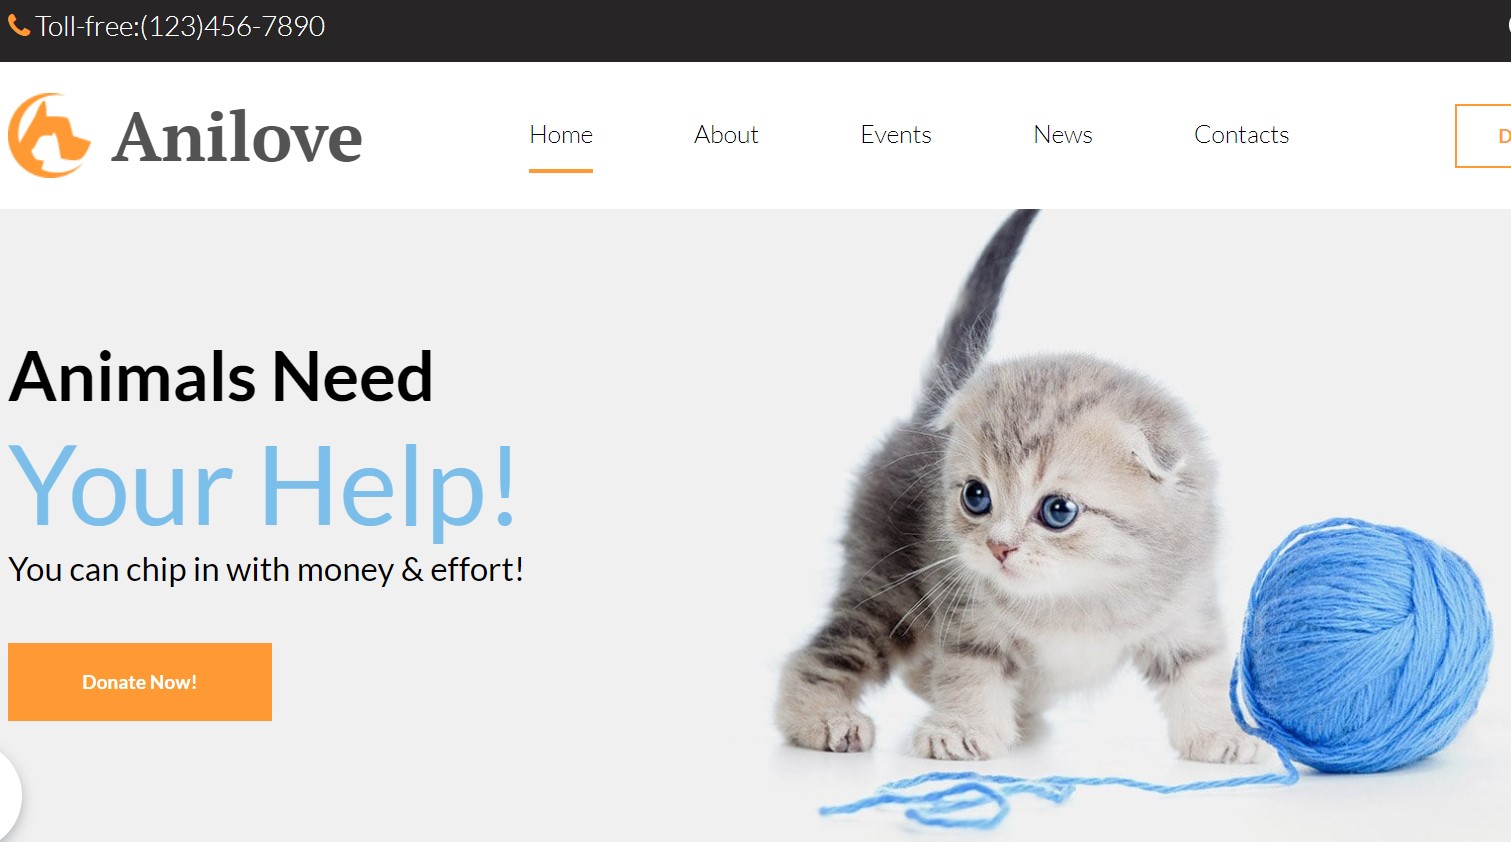 Toll-free:(123)456-7890
Anilove
Home About Events News Contacts
Animals Need
Your Help!
You can chip in with money & effort!
Donate Now!